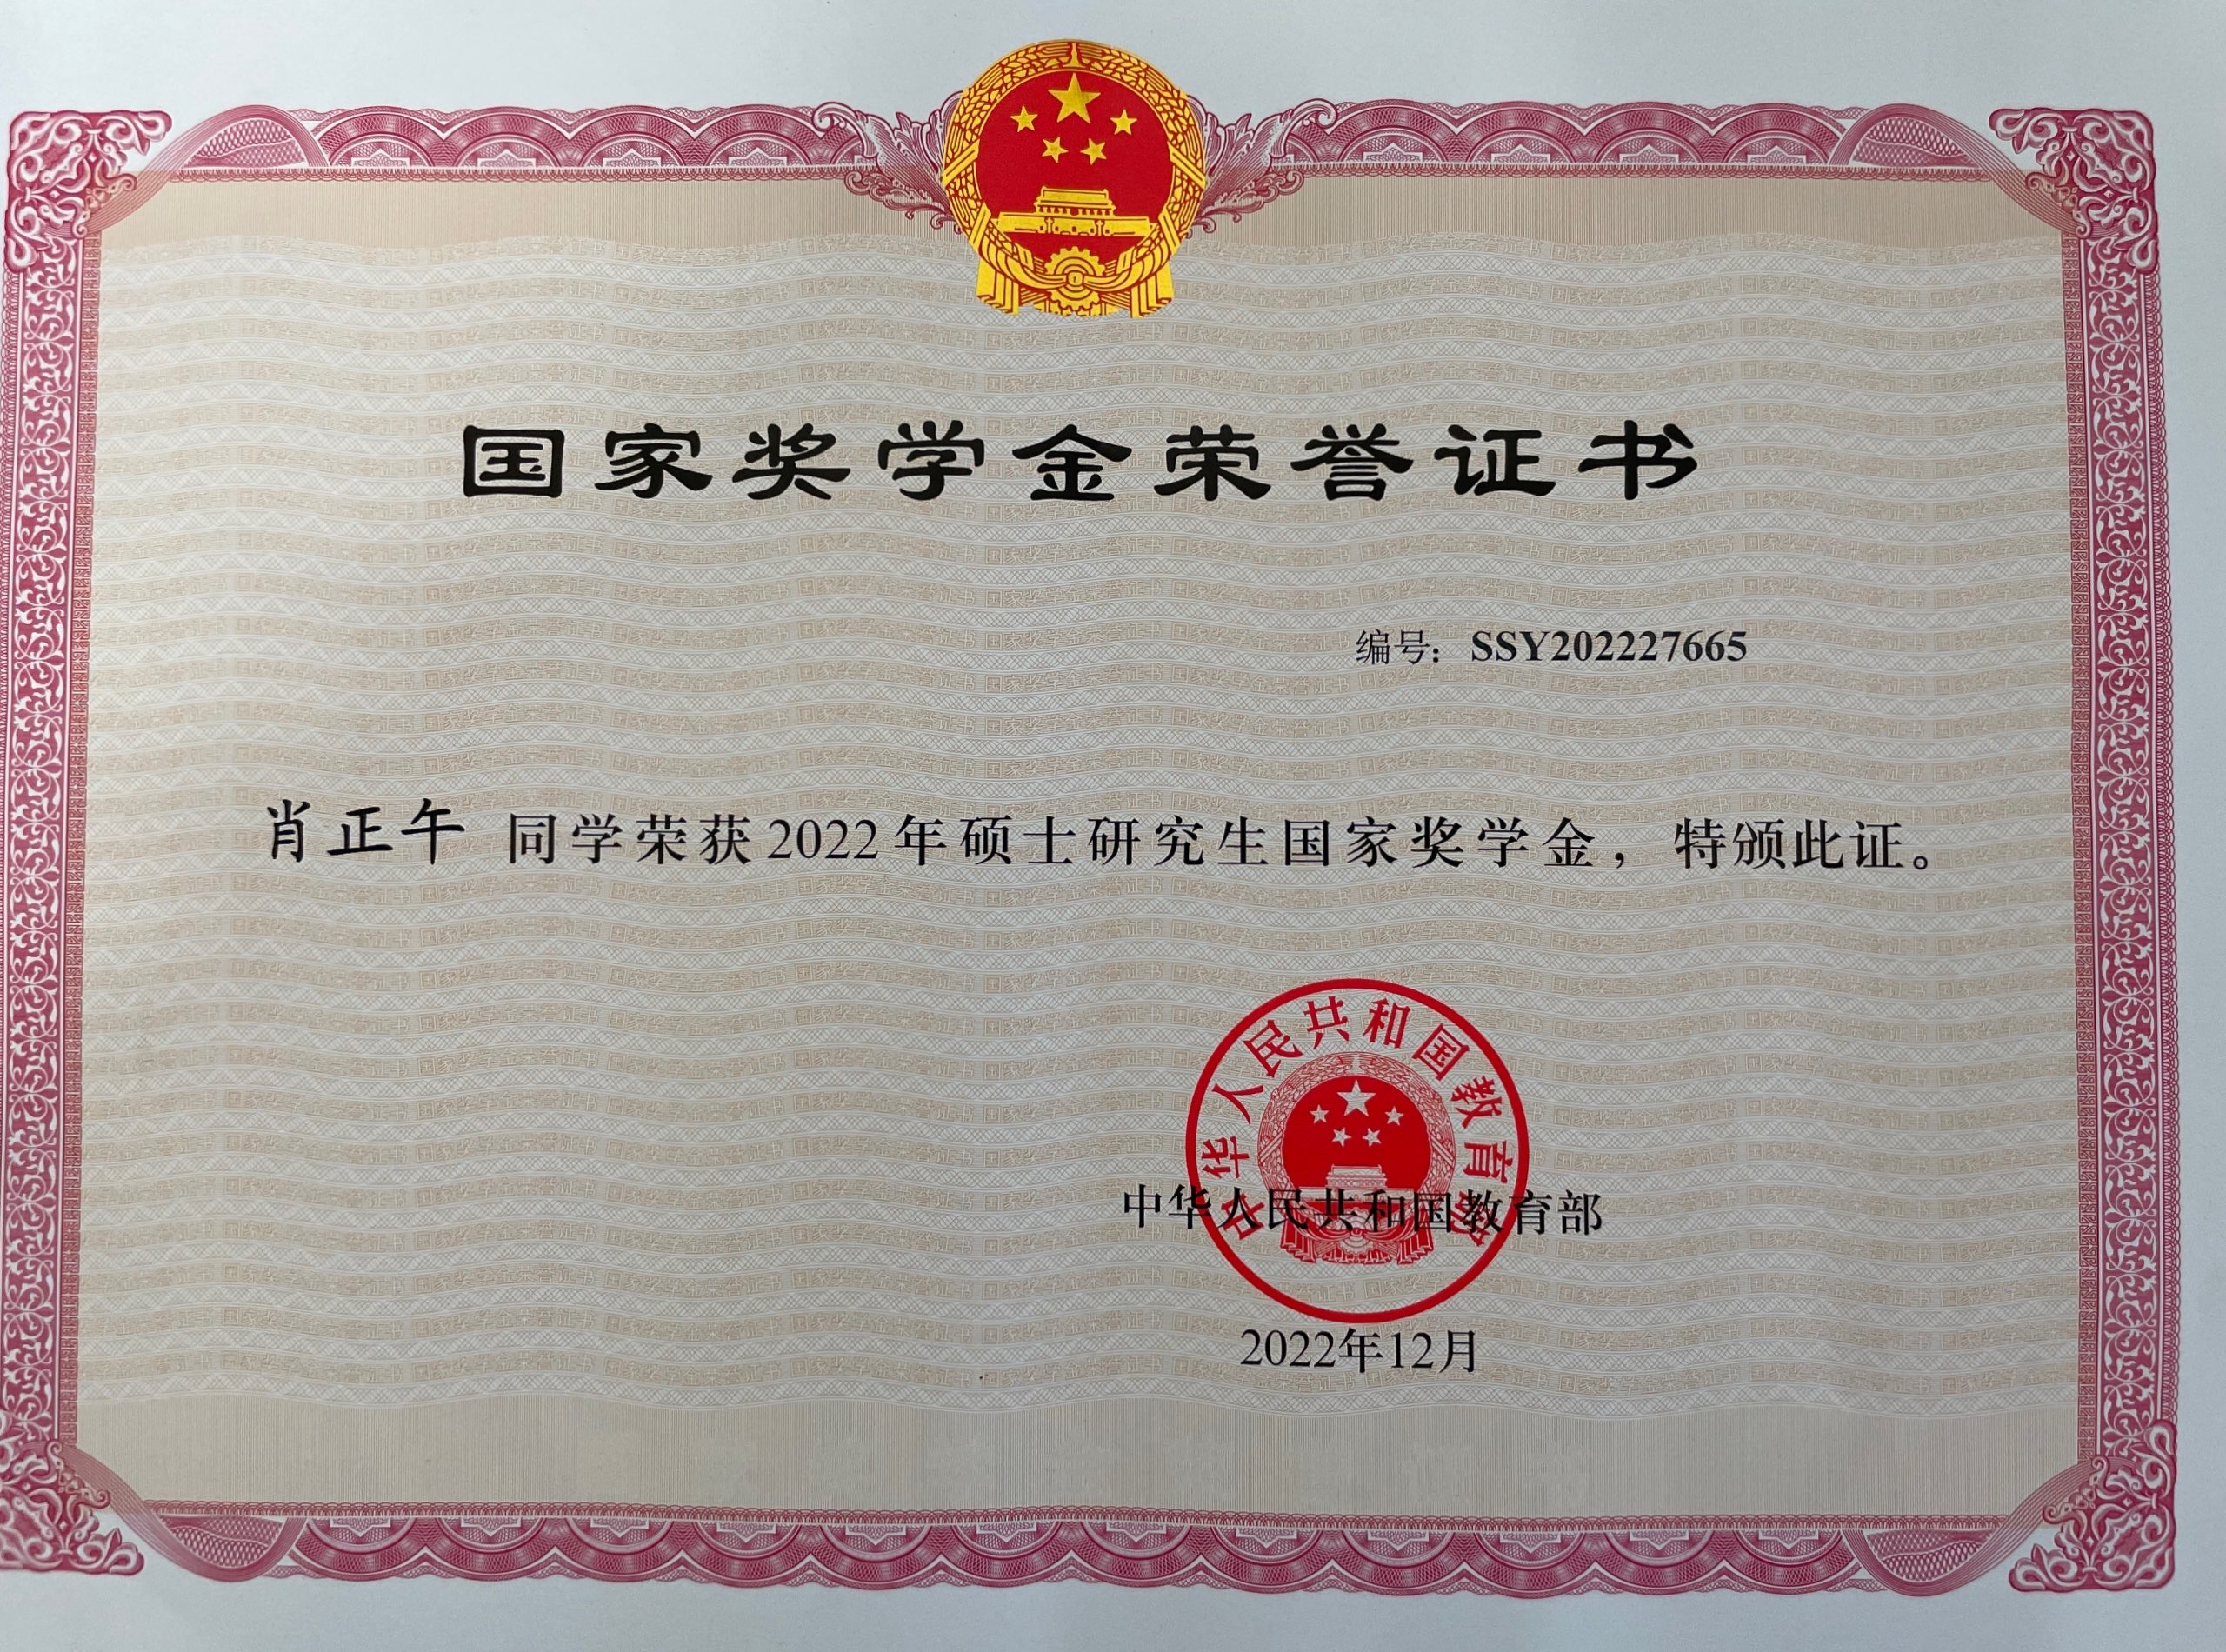 国家奖学金荣誉证书
编号：SSY202227665
肖正午 同学荣获2022年硕士研究生国家奖学金，特颁此证。
中华人民共和国教育部
中华人民共和国教育部
2022年12月